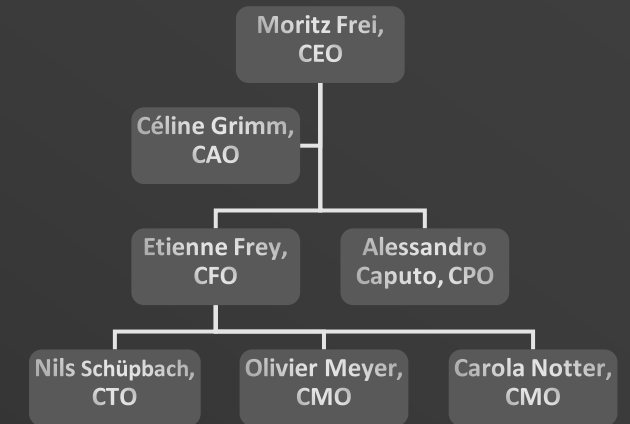 Moritz Frei,
CEO
Céline Grimm,
CAO
Etienne Frey,
CFO
Alessandro
Caputo, CPO
Nils Schüpbach,
CTO
Olivier Meyer,
CMO
Carola Notter,
CMO